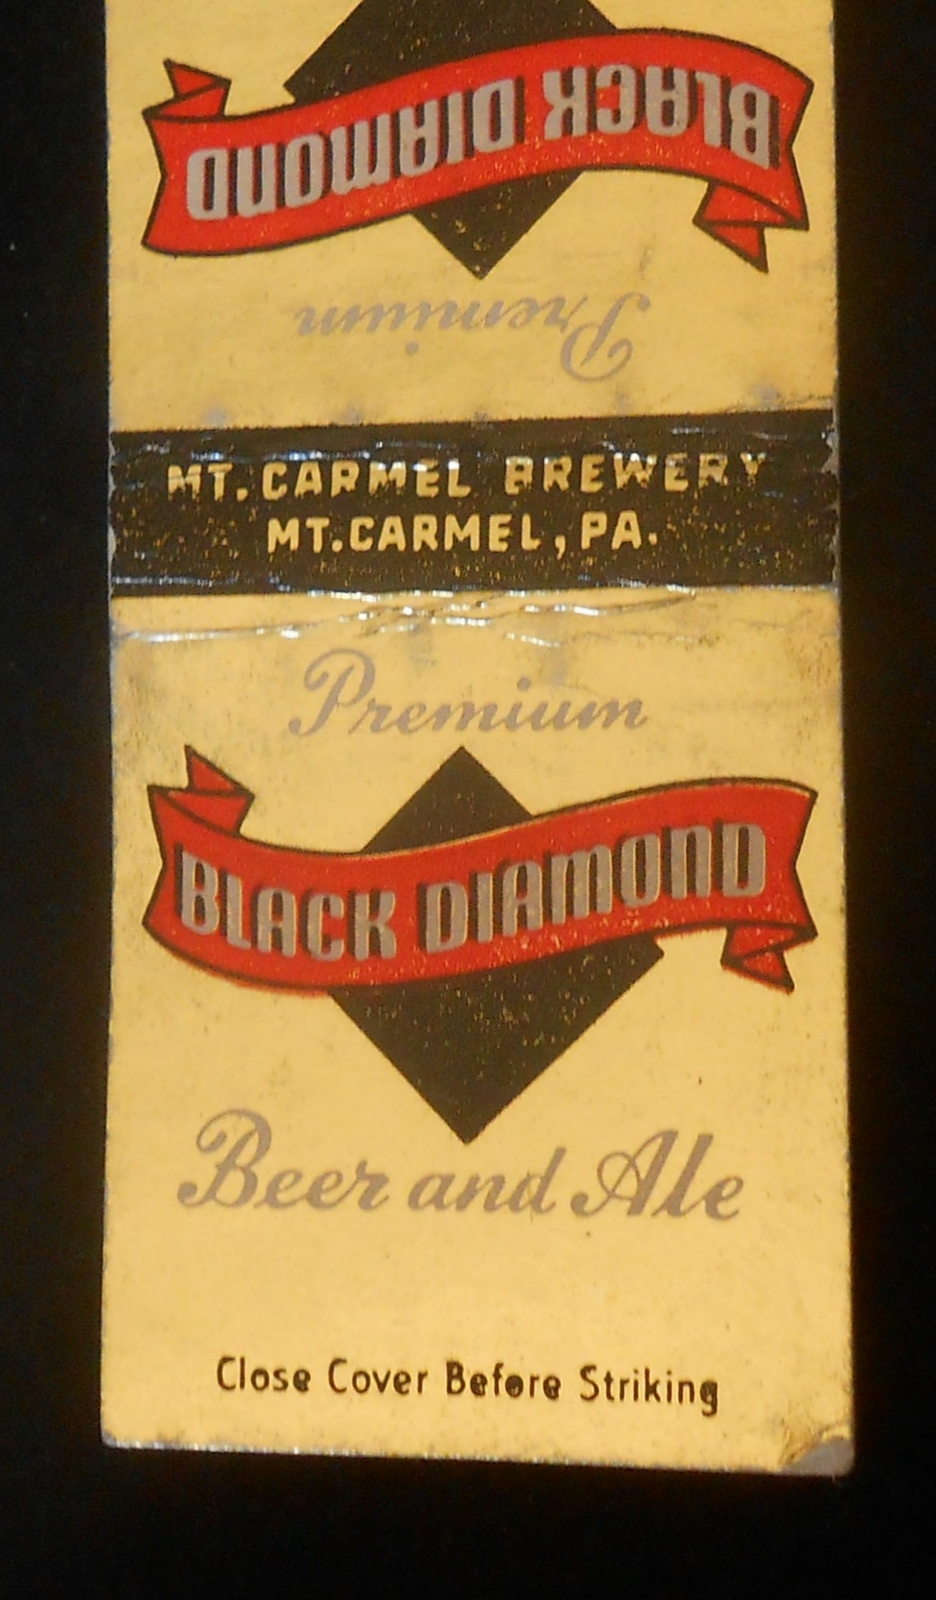 BLACK DIAMOND
Premium
MT. CARMEL BREWERY
MT. CARMEL, PA.
Premium
BLACK DIAMOND
Beer and Ale
Close Cover Before Striking